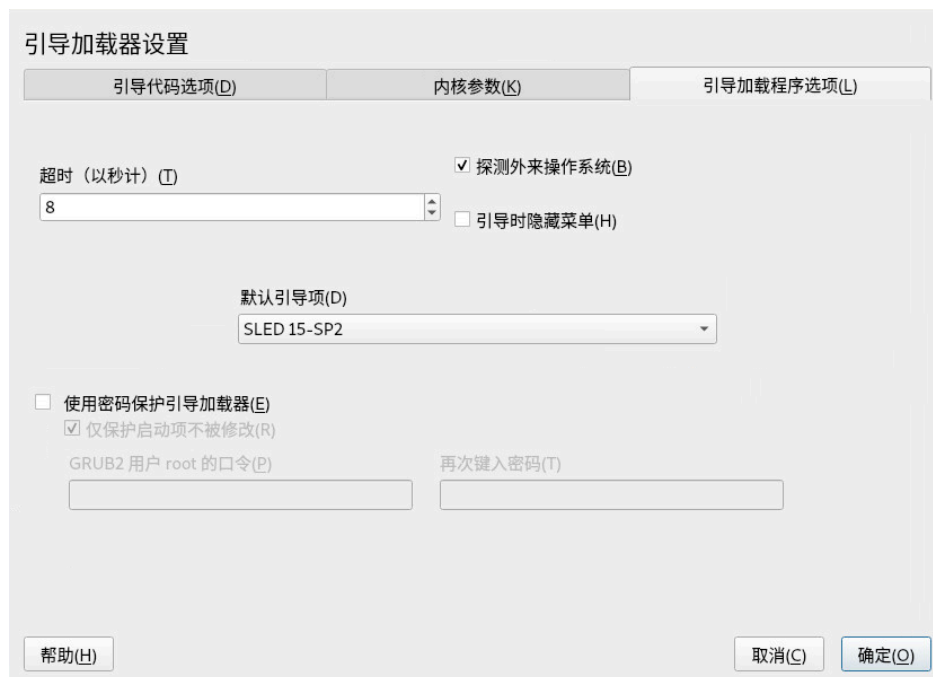 引导加载器设置
引导代码选项(D)
内核参数(K)
引导加载程序选项(L)
超时（以秒计）(T)
8
探测外来操作系统(B)
引导时隐藏菜单(H)
默认引导项(D)
SLED 15-SP2
使用密码保护引导加载器(E)
仅保护启动项不被修改(R)
GRUB2 用户 root 的口令(P)
再次键入密码(T)
帮助(H)
取消(C)
确定(O)